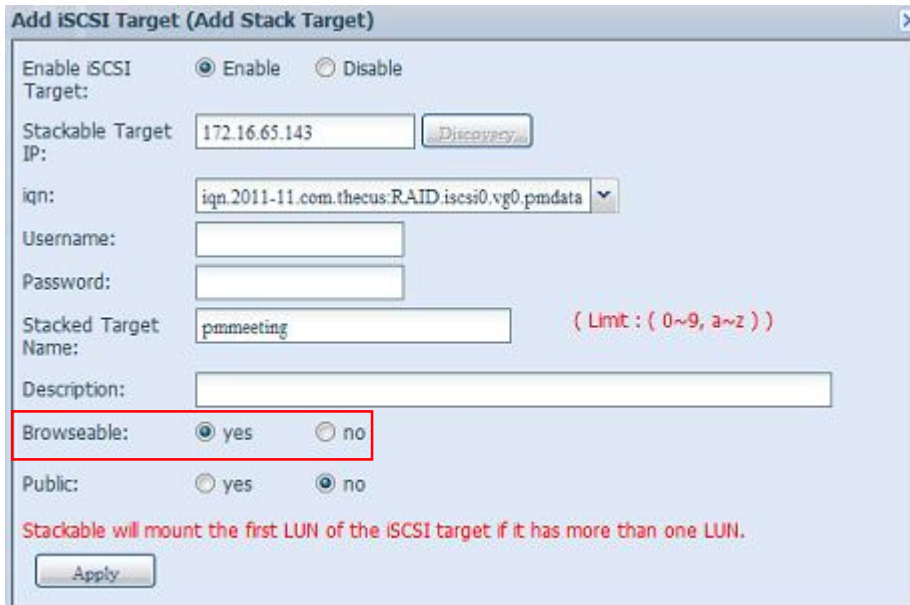 Add iSCSI Target (Add Stack Target)
Enable iSCSI Target: Enable Disable
Stackable Target IP: 172.16.65.143 Discovery
iqn: iqn.2011-11.com.thecus:RAID.iscsi0.vg0.pmdata
Username:
Password:
Stacked Target Name: pmmeeting ( Limit : ( 0~9, a~z ) )
Description:
Browseable: yes no
Public: yes no
Stackable will mount the first LUN of the iSCSI target if it has more than one LUN.
Apply